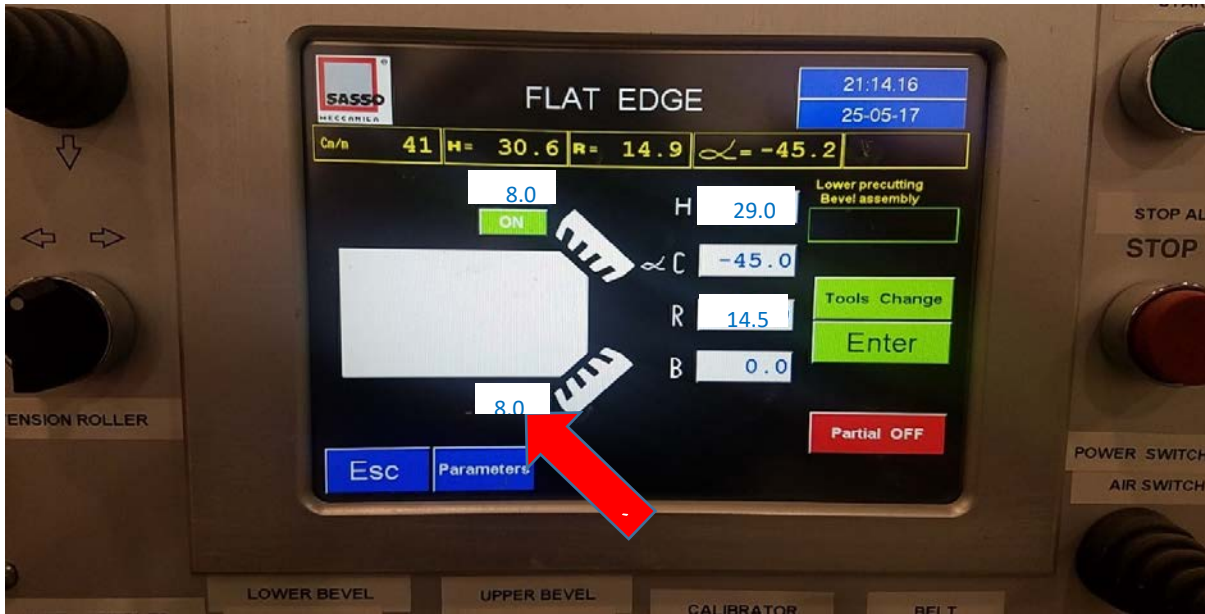 SASSO
MECCANICA
FLAT EDGE
21:14.16
25-05-17
Cm/m 41 H= 30.6 R= 14.9 ∝=-45.2
8.0
ON
H 29.0
Lower precutting
Bevel assembly
∝C -45.0
Tools Change
R 14.5
Enter
B 0.0
8.0
Partial OFF
Esc
Parameters
STOP AL
STOP
TENSION ROLLER
POWER SWITCH
AIR SWITCH
LOWER BEVEL
UPPER BEVEL
CALIBRATOR
BELT